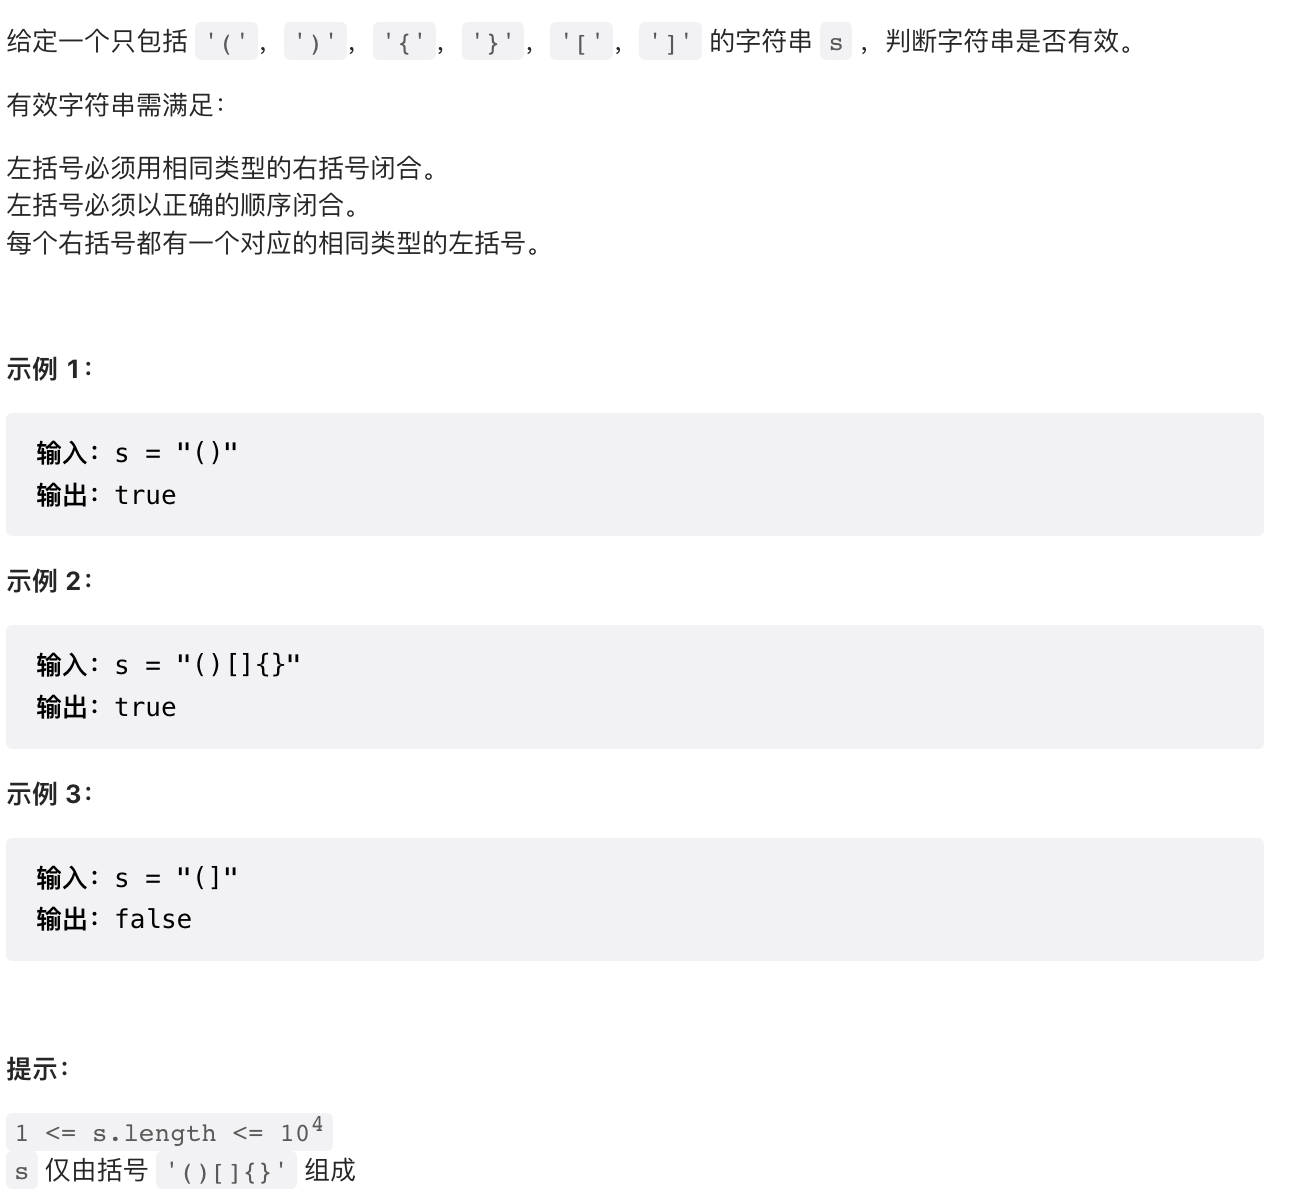 给定一个只包括 '('，')'，'{'，'}'，'['，']' 的字符串 s ，判断字符串是否有效。
有效字符串需满足：
左括号必须用相同类型的右括号闭合。
左括号必须以正确的顺序闭合。
每个右括号都有一个对应的相同类型的左括号。
示例 1：
输入：s = "()"
输出：true
示例 2：
输入：s = "()[]{}"
输出：true
示例 3：
输入：s = "(]"
输出：false
提示：
1 <= s.length <= 10⁴
s 仅由括号 '()[]{}' 组成